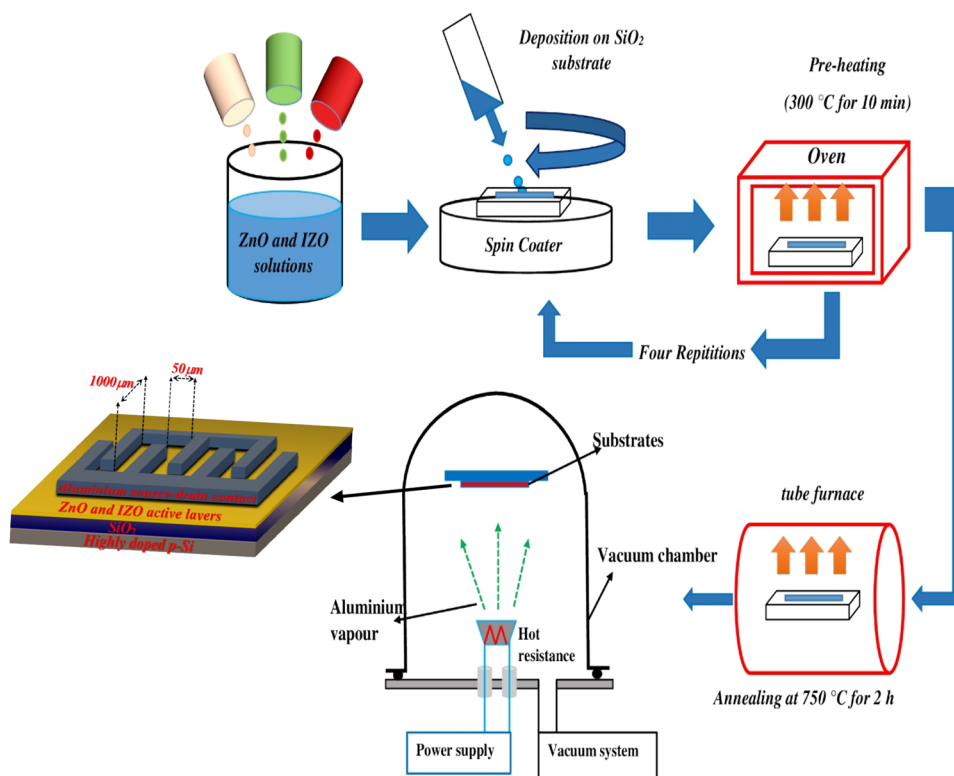 Deposition on SiO₂
substrate
Pre-heating
(300 °C for 10 min)
Oven
ZnO and IZO
solutions
Spin Coater
Four Repititions
1000μm
50μm
Aluminium source-drain contact
ZnO and IZO active layers
SiO₂
Highly doped p-Si
Substrates
Vacuum chamber
Aluminium
vapour
Hot
resistance
Power supply
Vacuum system
tube furnace
Annealing at 750 °C for 2 h